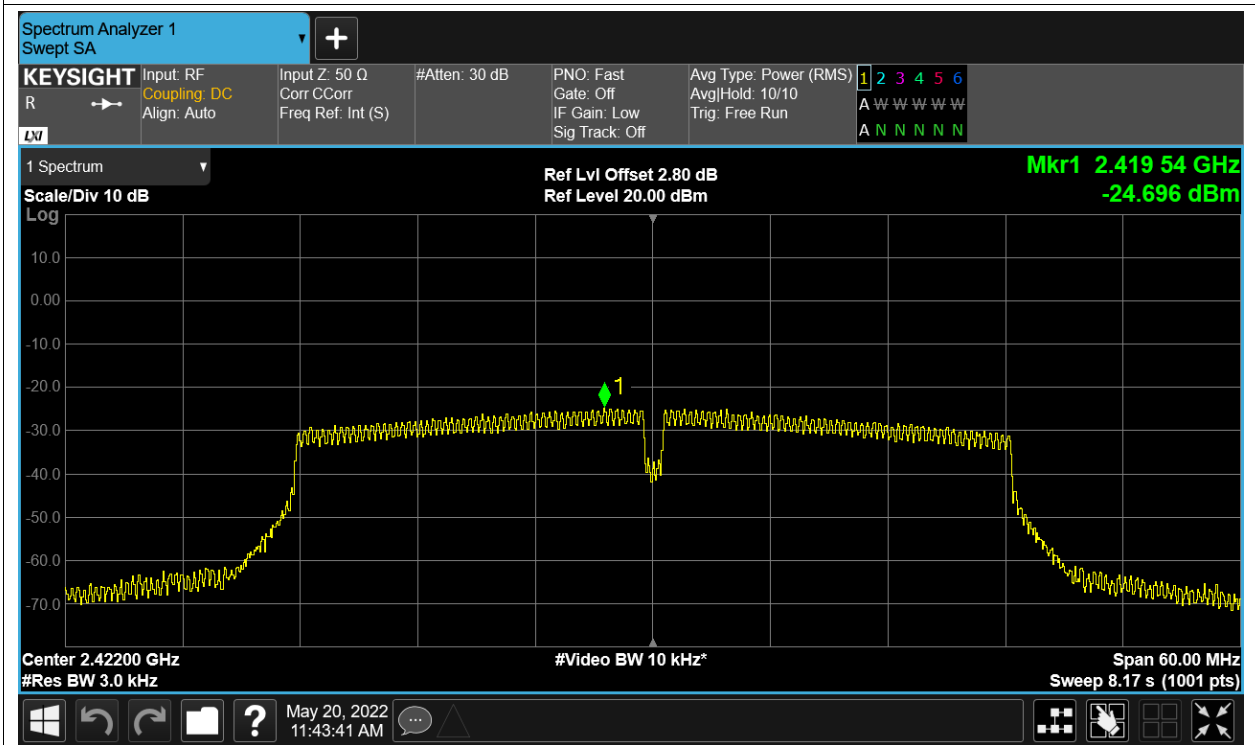 Spectrum Analyzer 1
Swept SA
KEYSIGHT
R
LXI
Input: RF
Coupling: DC
Align: Auto
Input Z: 50 Ω
Corr CCorr
Freq Ref: Int (S)
#Atten: 30 dB
PNO: Fast
Gate: Off
IF Gain: Low
Sig Track: Off
Avg Type: Power (RMS)
Avg|Hold: 10/10
Trig: Free Run
1 2 3 4 5 6
A W W W W W
A N N N N N
1 Spectrum
Scale/Div 10 dB
Log
Ref Lvl Offset 2.80 dB
Ref Level 20.00 dBm
Mkr1 2.419 54 GHz
-24.696 dBm
10.0
0.00
-10.0
-20.0
-30.0
-40.0
-50.0
-60.0
-70.0
1
Center 2.42200 GHz
#Res BW 3.0 kHz
#Video BW 10 kHz*
Span 60.00 MHz
Sweep 8.17 s (1001 pts)
?
May 20, 2022
11:43:41 AM